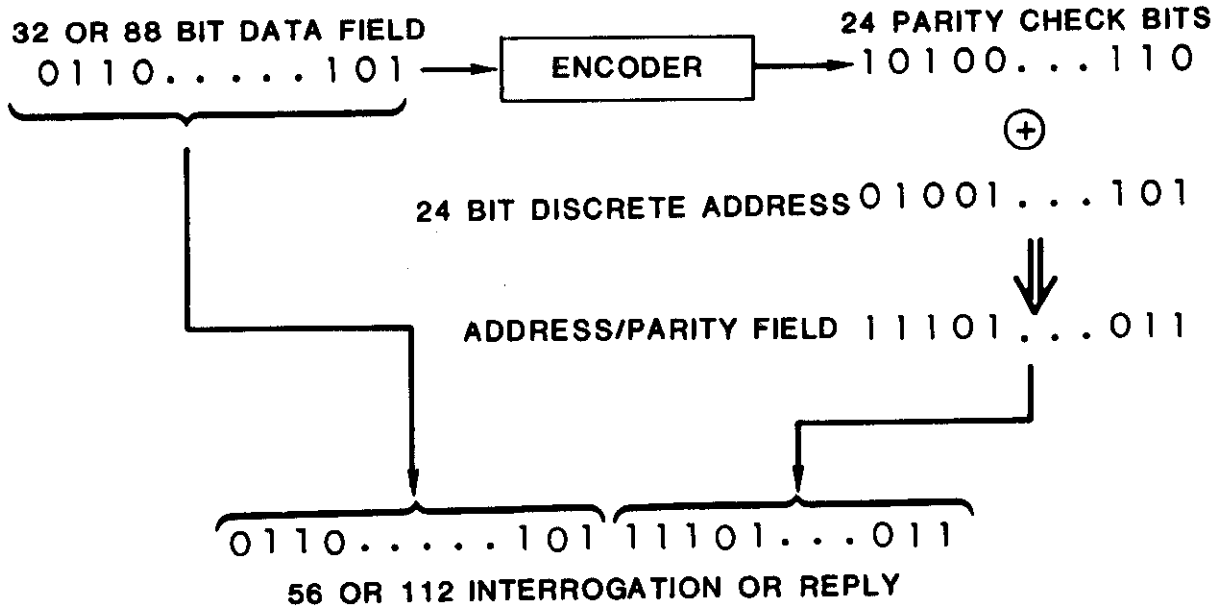 32 OR 88 BIT DATA FIELD
0110.....101
ENCODER
24 PARITY CHECK BITS
10100...110
+
24 BIT DISCRETE ADDRESS 01001...101
ADDRESS/PARITY FIELD 11101...011
0110.....101 11101...011
56 OR 112 INTERROGATION OR REPLY